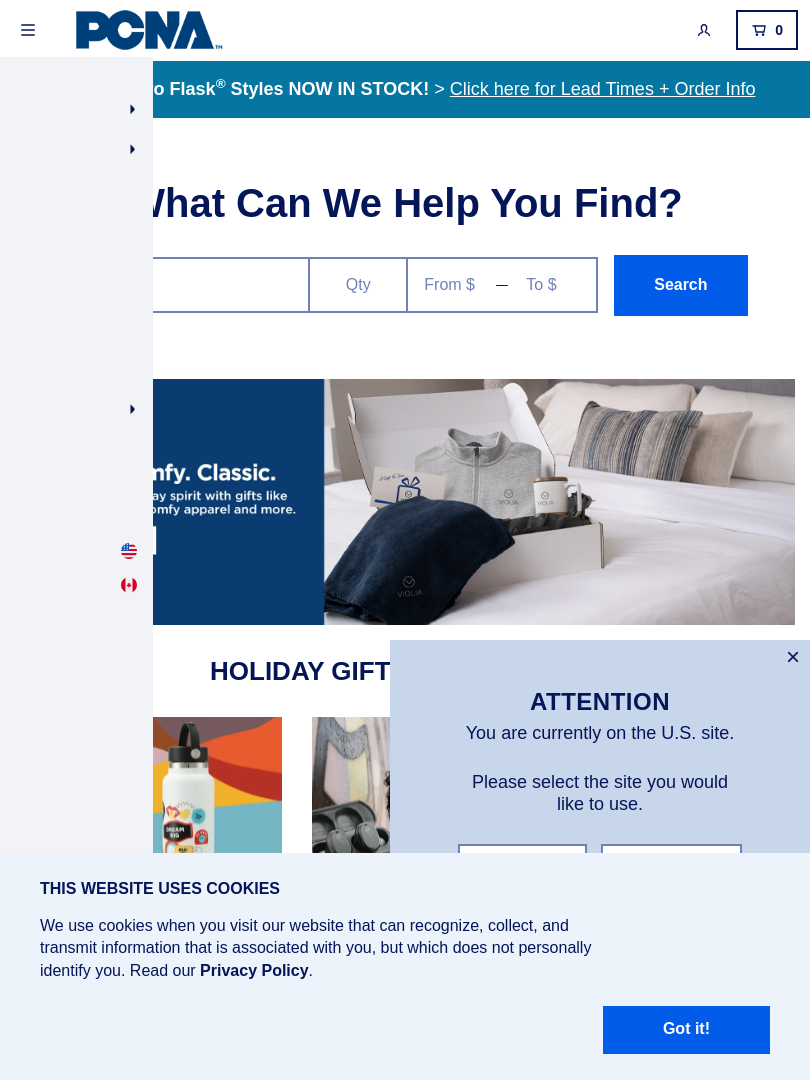 PCNA™
0
o Flask® Styles NOW IN STOCK! > Click here for Lead Times + Order Info
What Can We Help You Find?
Qty
From $ — To $
Search
mfy. Classic.
ay spirit with gifts like
omfy apparel and more.
VIOLIA
VIOLIA
VIOLIA
HOLIDAY GIFT
×
ATTENTION
You are currently on the U.S. site.
Please select the site you would
like to use.
DREAM
BIG
THIS WEBSITE USES COOKIES
We use cookies when you visit our website that can recognize, collect, and
transmit information that is associated with you, but which does not personally
identify you. Read our Privacy Policy.
Got it!